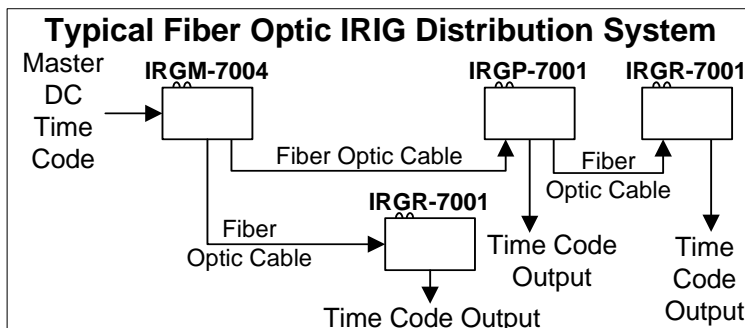 Typical Fiber Optic IRIG Distribution System
Master
DC
Time
Code
IRGM-7004
IRGP-7001
IRGR-7001
Fiber Optic Cable
Fiber
Optic Cable
IRGR-7001
Fiber
Optic Cable
Time Code
Output
Time
Code
Output
Time Code Output